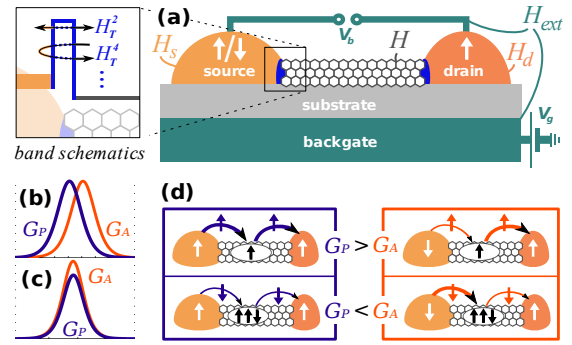 (a)
H_T^2
H_T^4
⋮
band schematics
V_b
H_ext
H_s
H
H_d
source
drain
substrate
backgate
V_g
(b)
G_P
G_A
(c)
G_A
G_P
(d)
G_P > G_A
G_P < G_A